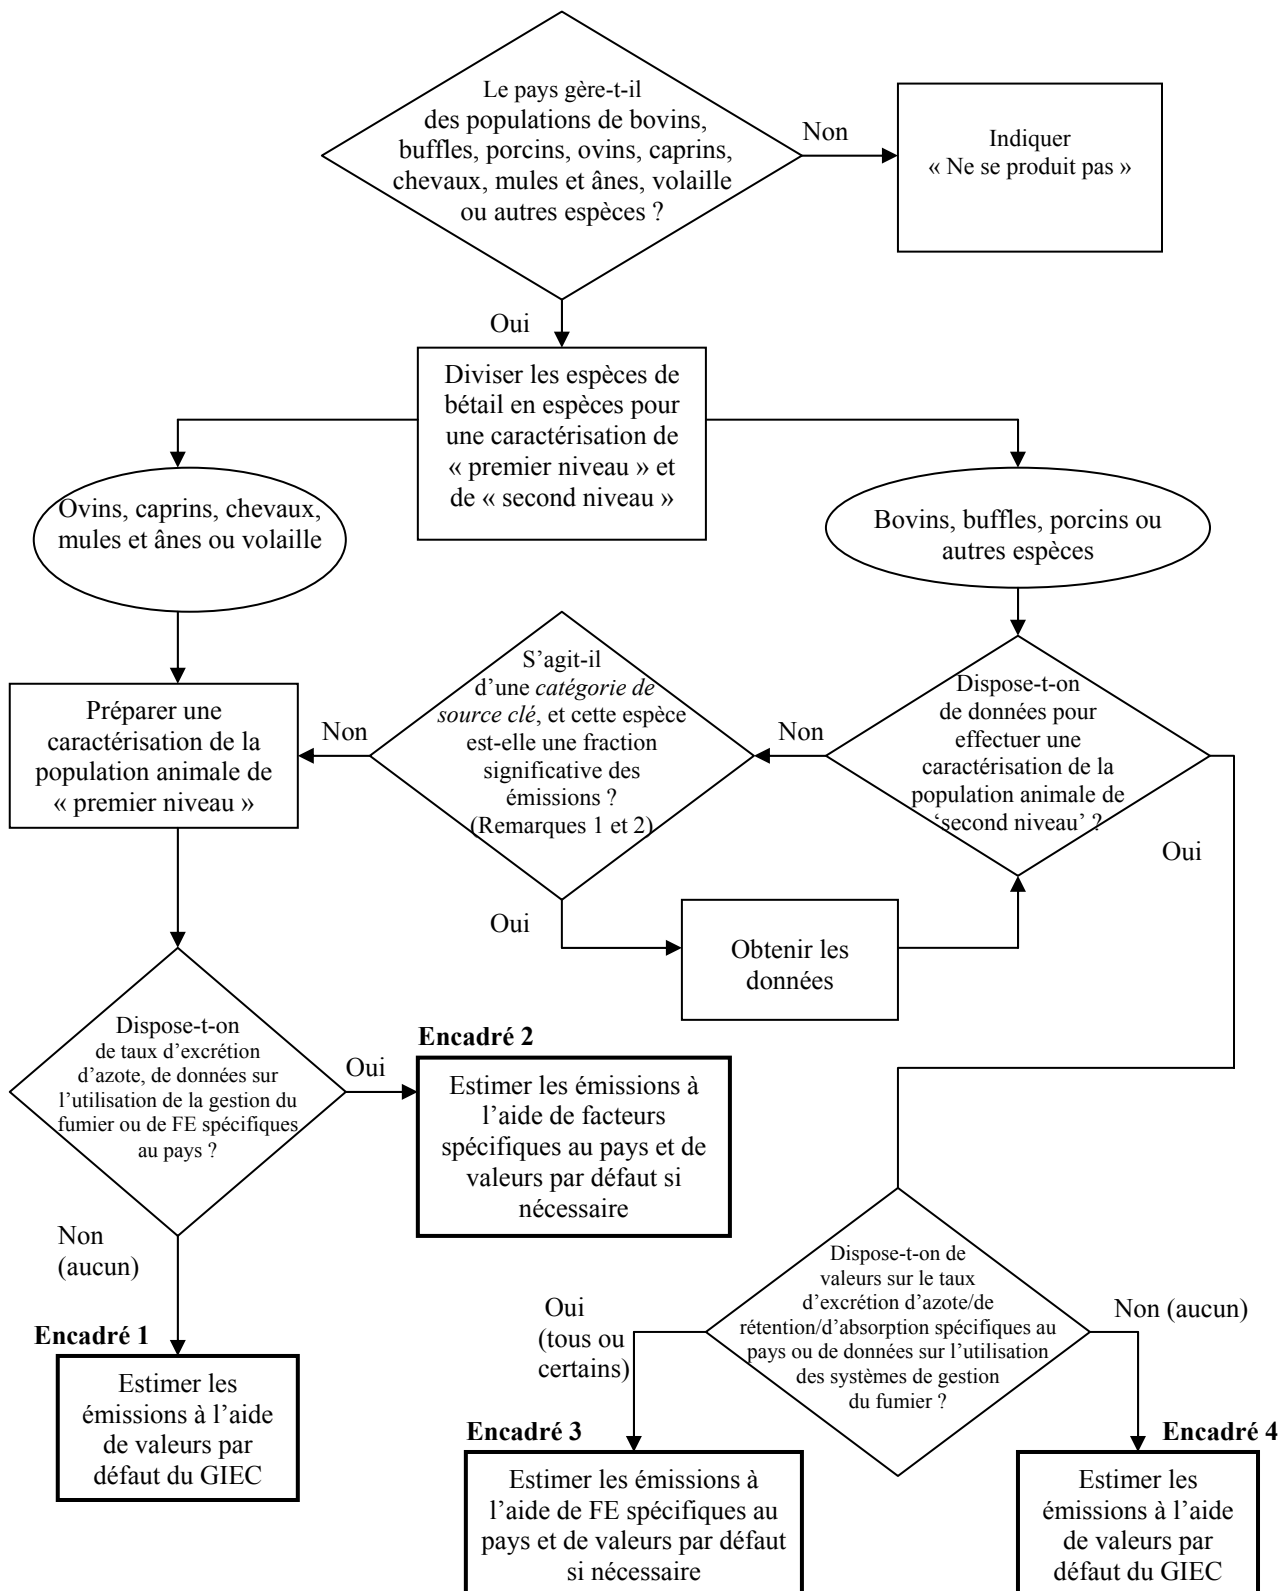 Le pays gère-t-il
des populations de bovins,
buffles, porcins, ovins, caprins,
chevaux, mules et ânes, volaille
ou autres espèces ?
Non
Indiquer
« Ne se produit pas »
Oui
Diviser les espèces de
bétail en espèces pour
une caractérisation de
« premier niveau » et
de « second niveau »
Ovins, caprins, chevaux,
mules et ânes ou volaille
Bovins, buffles, porcins ou
autres espèces
Préparer une
caractérisation de la
population animale de
« premier niveau »
Non
S’agit-il
d’une catégorie de
source clé, et cette espèce
est-elle une fraction
significative des
émissions ?
(Remarques 1 et 2)
Non
Dispose-t-on
de données pour
effectuer une
caractérisation de la
population animale de
‘second niveau’ ?
Oui
Oui
Obtenir les
données
Dispose-t-on
de taux d’excrétion
d’azote, de données sur
l’utilisation de la gestion du
fumier ou de FE spécifiques
au pays ?
Oui
Encadré 2
Estimer les émissions à
l’aide de facteurs
spécifiques au pays et de
valeurs par défaut si
nécessaire
Non
(aucun)
Encadré 1
Estimer les
émissions à l’aide
de valeurs par
défaut du GIEC
Dispose-t-on de
valeurs sur le taux
d’excrétion d’azote/de
rétention/d’absorption spécifiques au
pays ou de données sur l’utilisation
des systèmes de gestion
du fumier ?
Oui
(tous ou
certains)
Non (aucun)
Encadré 3
Estimer les émissions à
l’aide de FE spécifiques au
pays et de valeurs par défaut
si nécessaire
Encadré 4
Estimer les
émissions à l’aide
de valeurs par
défaut du GIEC